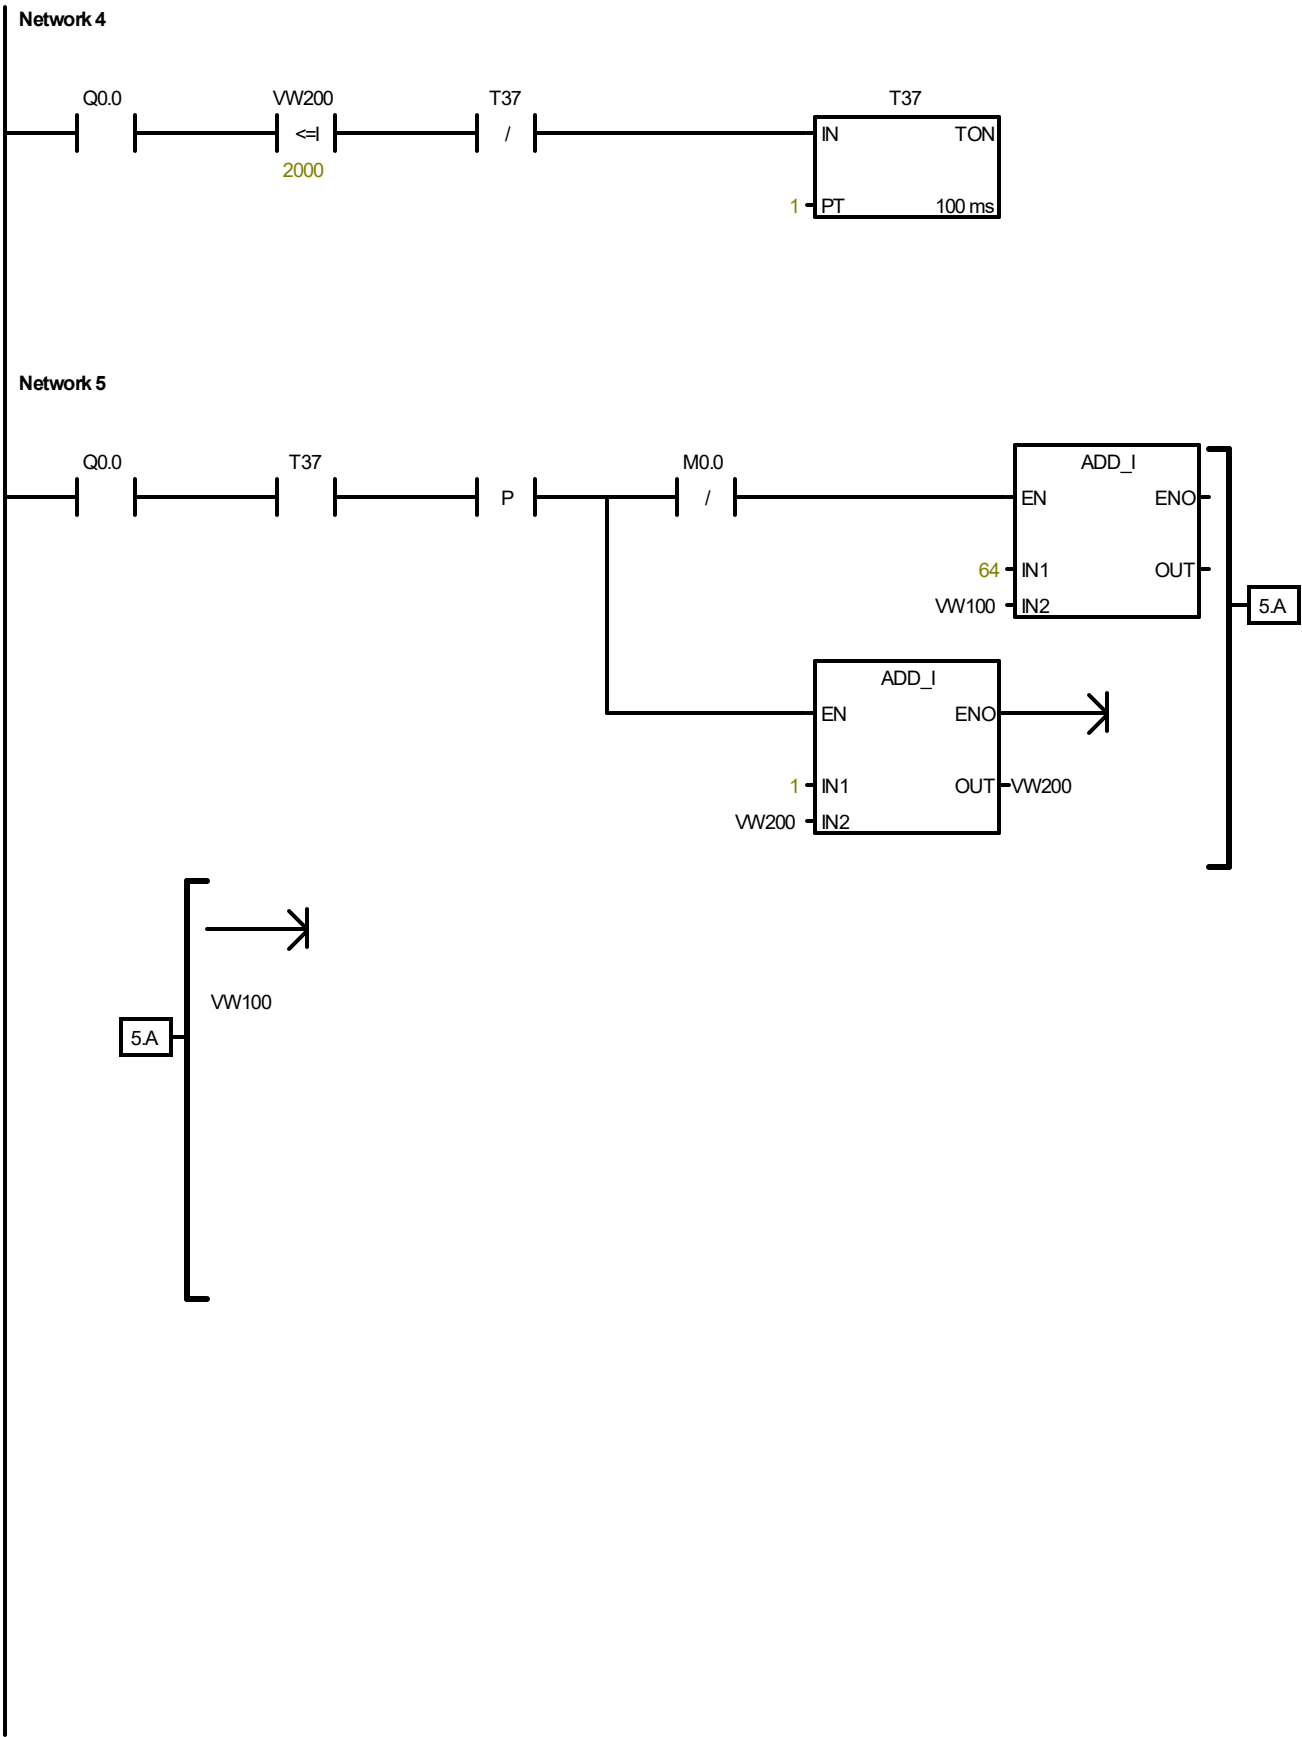 Network 4
Q0.0 VW200 T37 T37
<=I / IN TON
2000
1 PT 100 ms
Network 5
Q0.0 T37 M0.0 ADD_I
P / EN ENO
64 IN1 OUT
VW100 IN2 5.A
ADD_I
EN ENO
1 IN1 OUT VW200
VW200 IN2
VW100
5.A